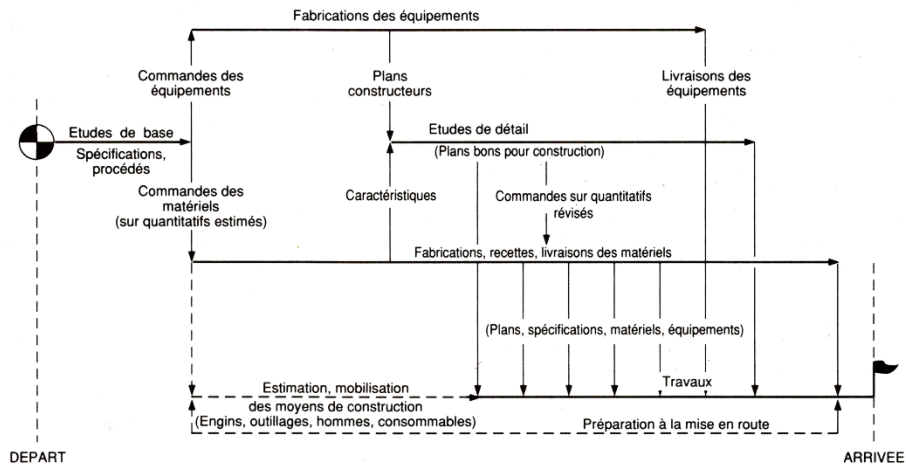 Fabrications des équipements
Commandes des
équipements
Plans
constructeurs
Livraisons des
équipements
Etudes de base
Spécifications,
procédés
Etudes de détail
(Plans bons pour construction)
Commandes des
matériels
(sur quantitatifs estimés)
Caractéristiques
Commandes sur quantitatifs
révisés
Fabrications, recettes, livraisons des matériels
(Plans, spécifications, matériels, équipements)
Travaux
Estimation, mobilisation
des moyens de construction
(Engins, outillages, hommes, consommables)
Préparation à la mise en route
DEPART
ARRIVEE